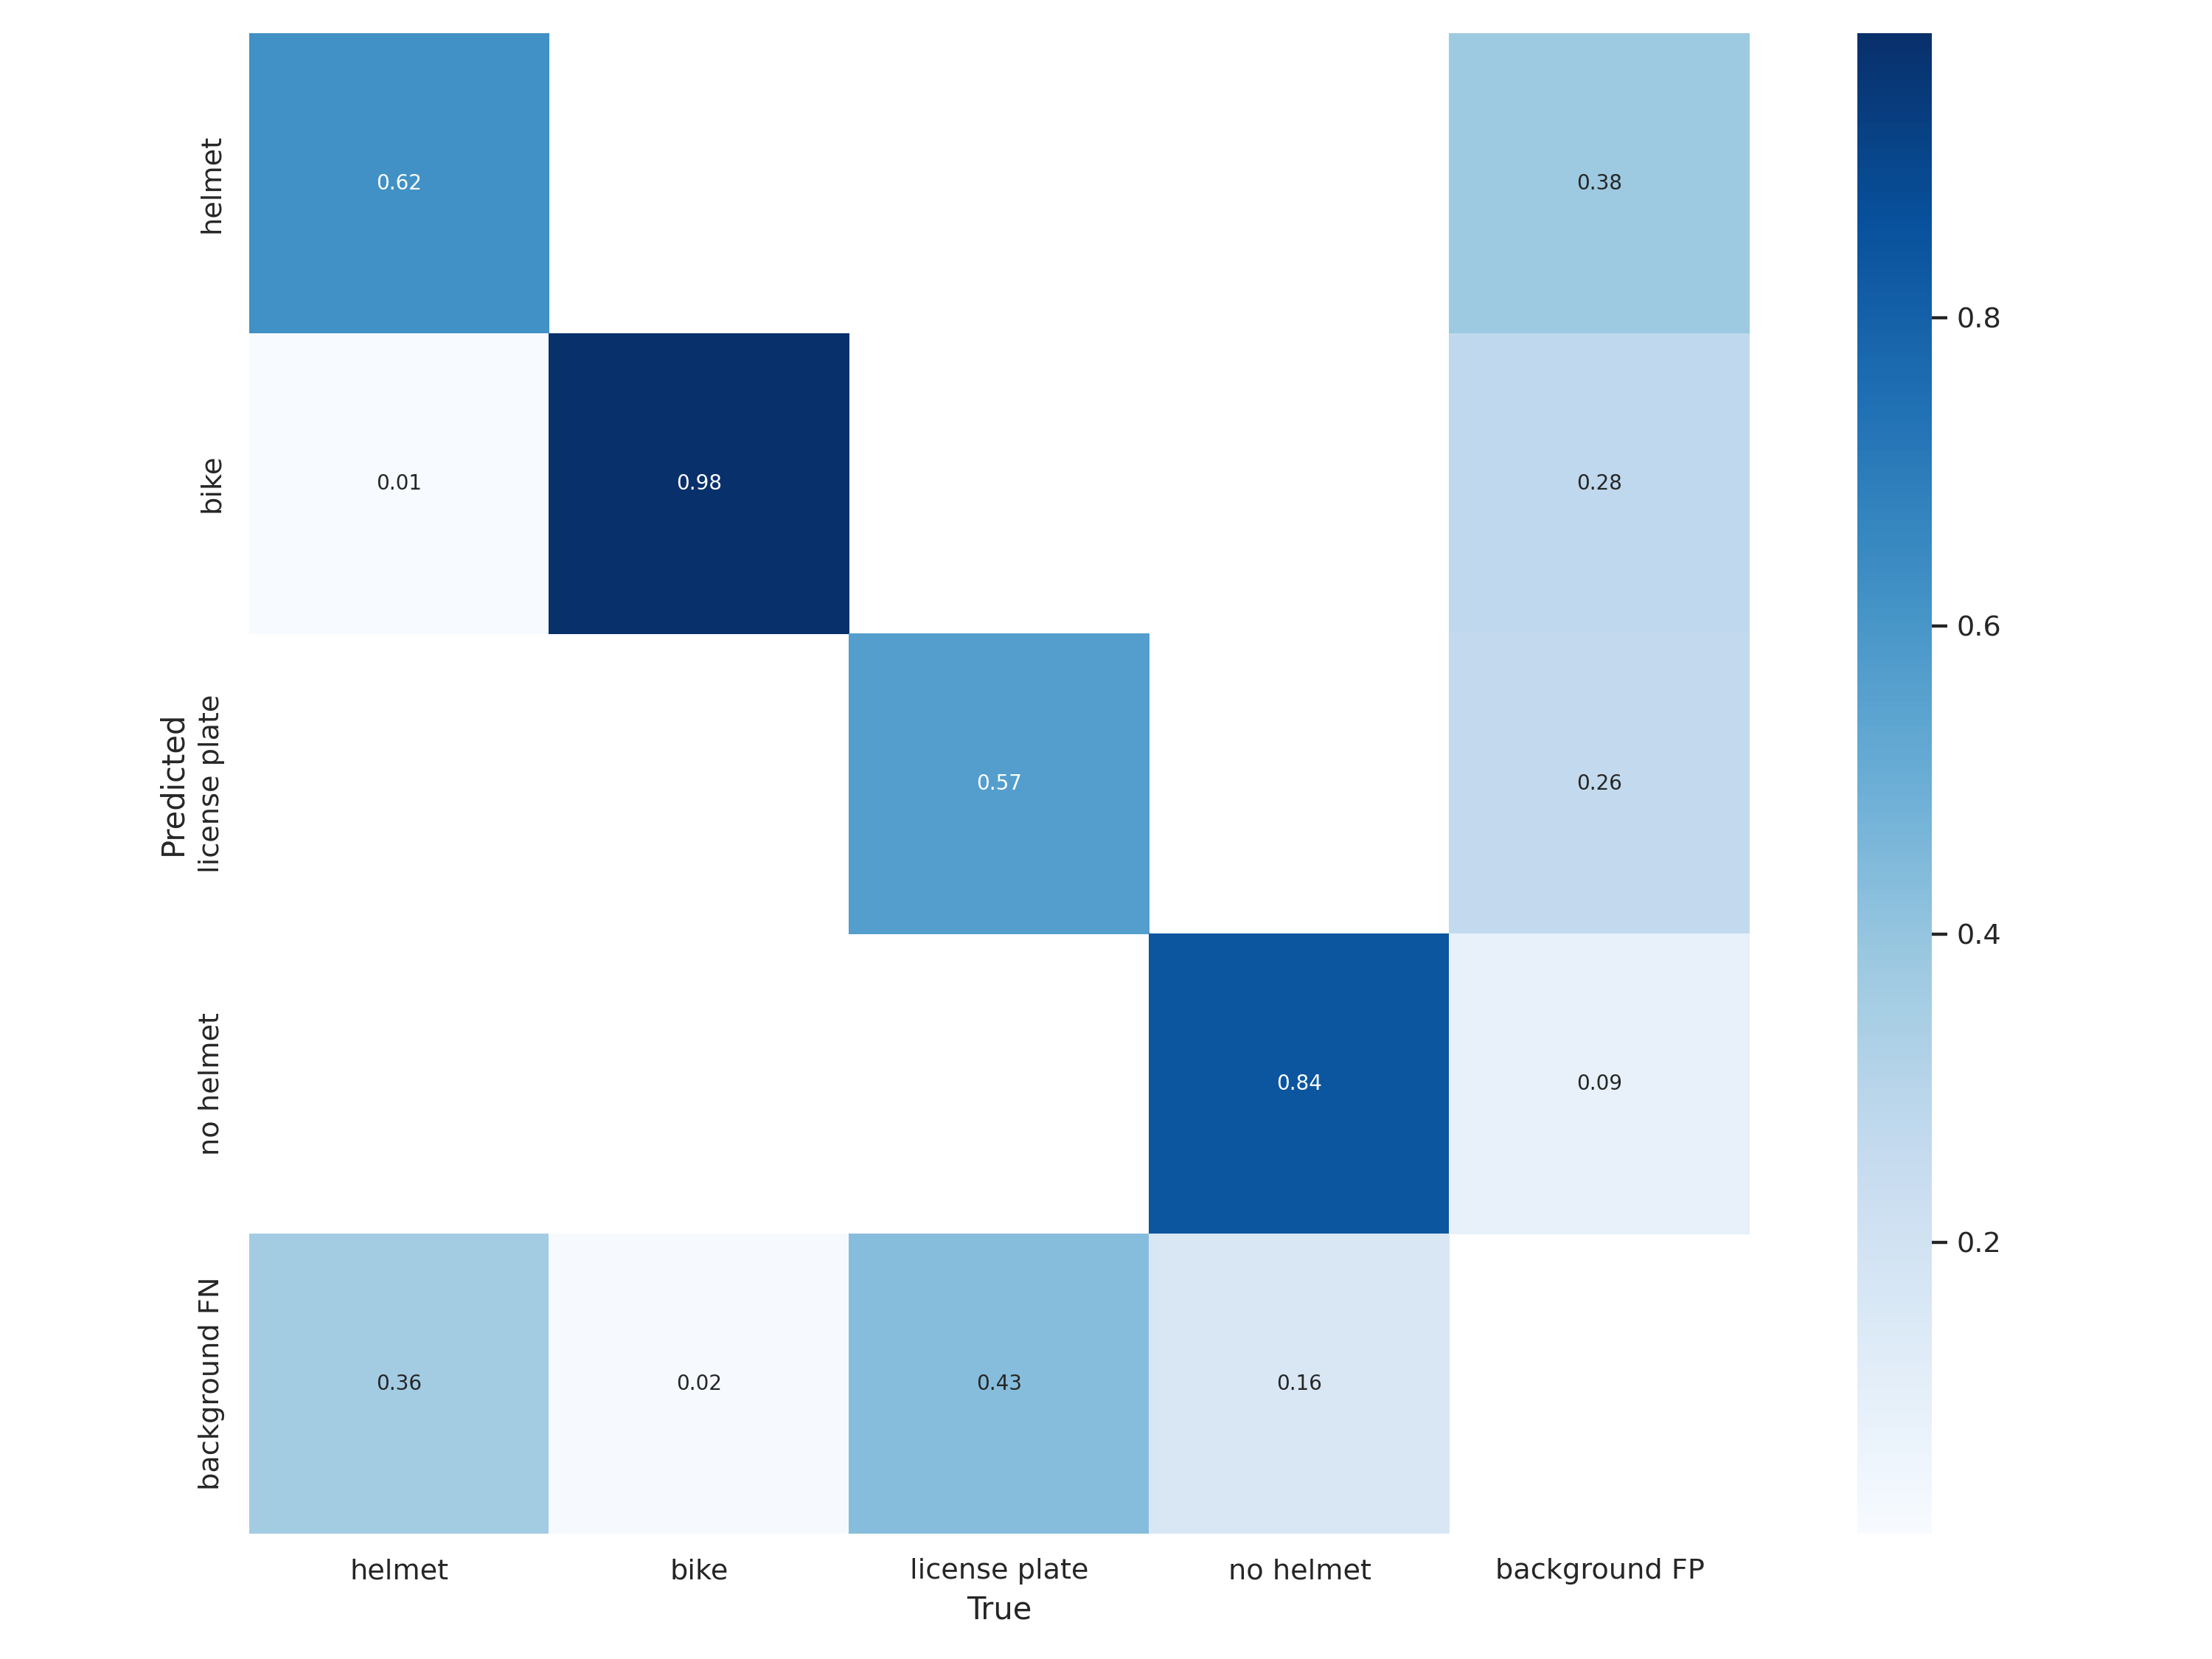 helmet
0.62
0.38
0.8
bike
0.01
0.98
0.28
0.6
Predicted
license plate
0.57
0.26
0.4
no helmet
0.84
0.09
0.2
background FN
0.36
0.02
0.43
0.16
helmet
bike
license plate
no helmet
background FP
True